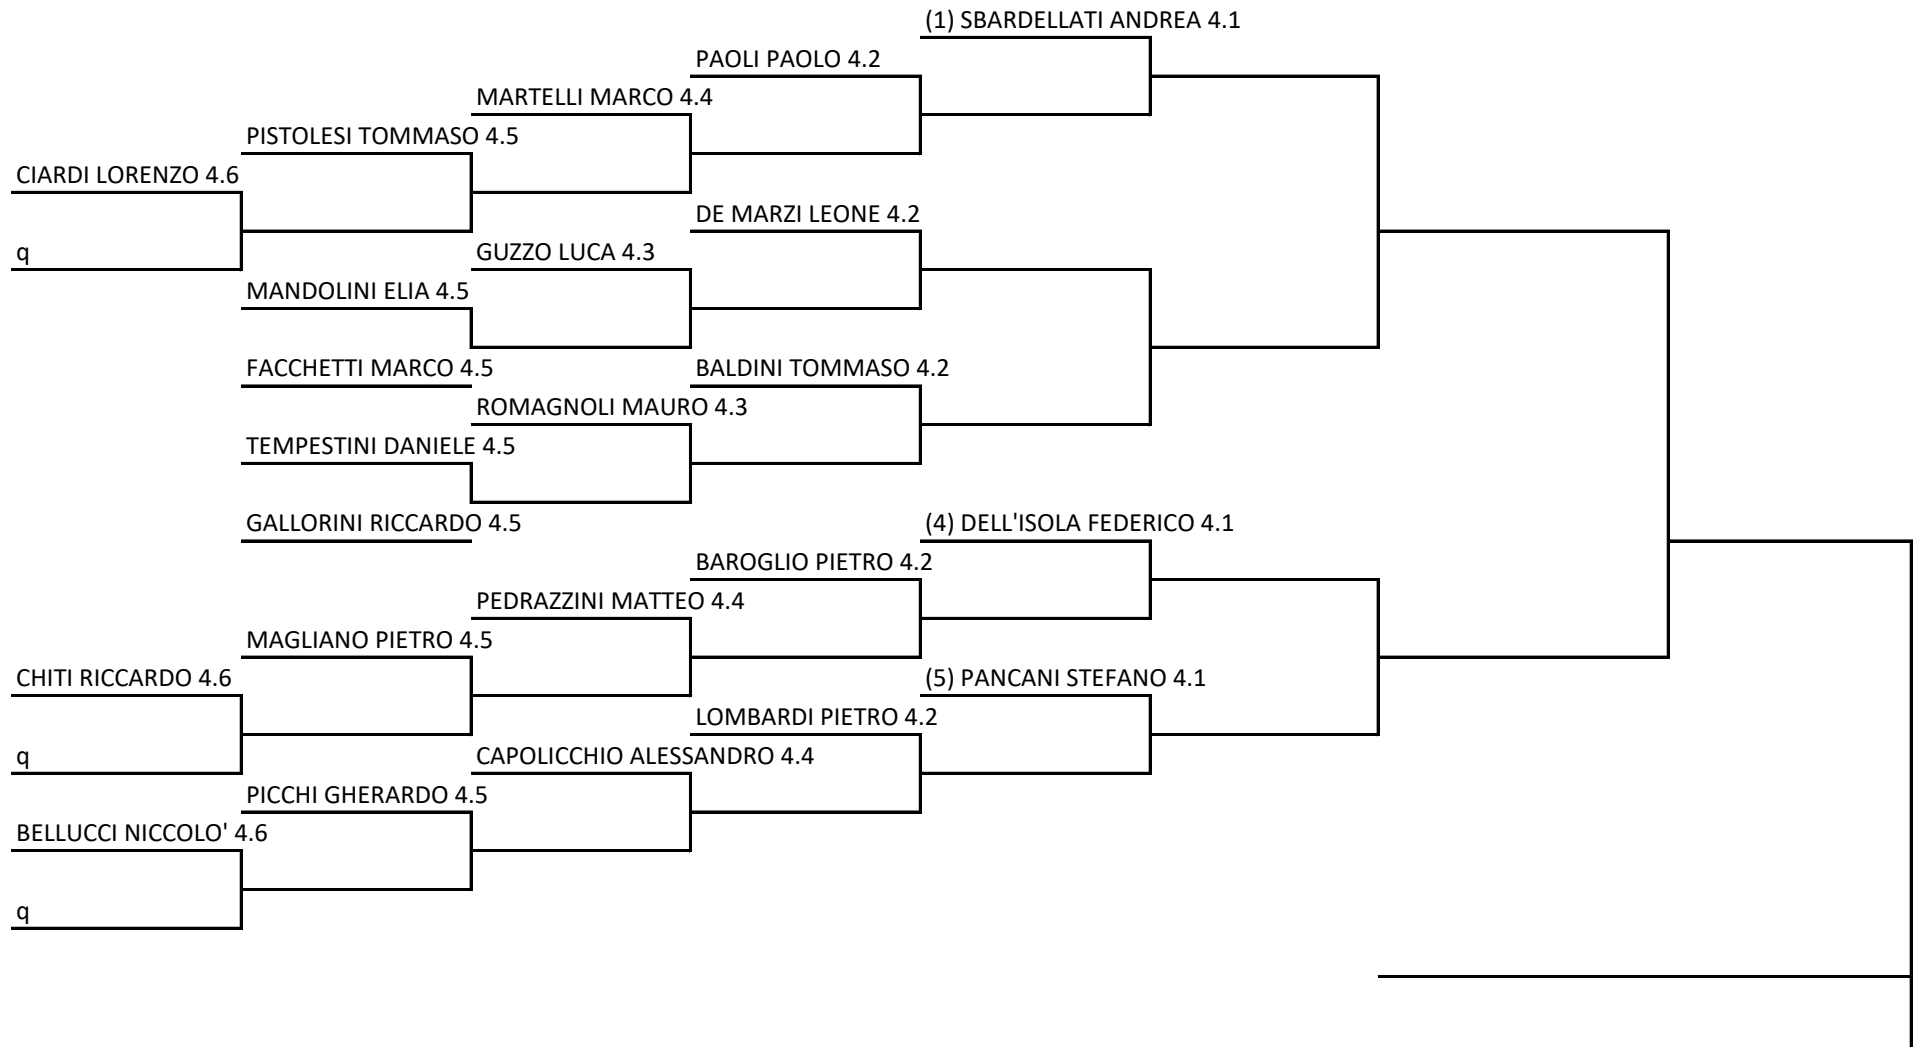 (1) SBARDELLATI ANDREA 4.1
PAOLI PAOLO 4.2
MARTELLI MARCO 4.4
PISTOLESI TOMMASO 4.5
CIARDI LORENZO 4.6
DE MARZI LEONE 4.2
q
GUZZO LUCA 4.3
MANDOLINI ELIA 4.5
FACCHETTI MARCO 4.5
BALDINI TOMMASO 4.2
ROMAGNOLI MAURO 4.3
TEMPESTINI DANIELE 4.5
GALLORINI RICCARDO 4.5
(4) DELL'ISOLA FEDERICO 4.1
BAROGLIO PIETRO 4.2
PEDRAZZINI MATTEO 4.4
MAGLIANO PIETRO 4.5
CHITI RICCARDO 4.6
(5) PANCANI STEFANO 4.1
LOMBARDI PIETRO 4.2
q
CAPOLICCHIO ALESSANDRO 4.4
PICCHI GHERARDO 4.5
BELLUCCI NICCOLO' 4.6
q